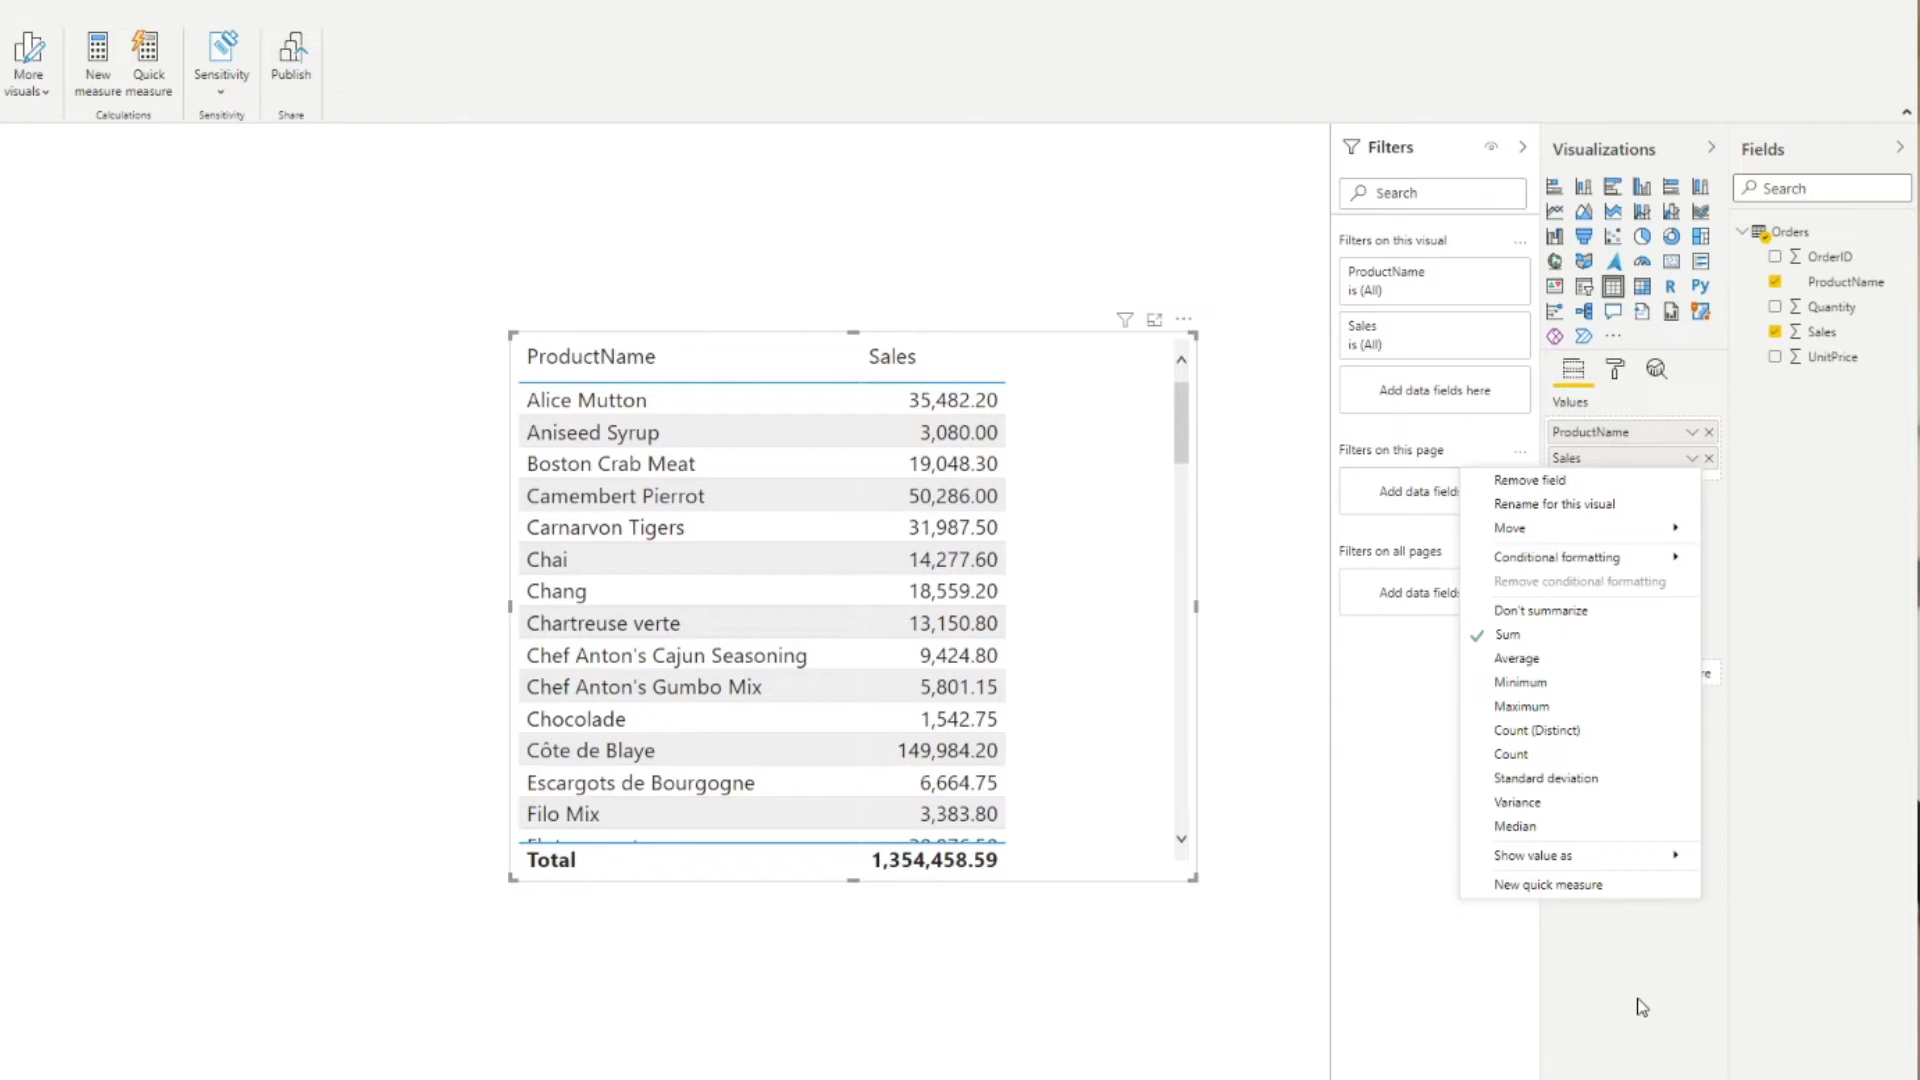 More
visuals
New
measure
Quick
measure
Calculations
Sensitivity
Sensitivity
Publish
Share
ProductName Sales
Alice Mutton 35,482.20
Aniseed Syrup 3,080.00
Boston Crab Meat 19,048.30
Camembert Pierrot 50,286.00
Carnarvon Tigers 31,987.50
Chai 14,277.60
Chang 18,559.20
Chartreuse verte 13,150.80
Chef Anton's Cajun Seasoning 9,424.80
Chef Anton's Gumbo Mix 5,801.15
Chocolade 1,542.75
Côte de Blaye 149,984.20
Escargots de Bourgogne 6,664.75
Filo Mix 3,383.80
Total 1,354,458.59
Filters
Search
Filters on this visual
ProductName
is (All)
Sales
is (All)
Add data fields here
Filters on this page
Add data field
Filters on all pages
Add data field
Visualizations
R Py
Values
ProductName
Sales
Remove field
Rename for this visual
Move
Conditional formatting
Remove conditional formatting
Don't summarize
Sum
Average
Minimum
Maximum
Count (Distinct)
Count
Standard deviation
Variance
Median
Show value as
New quick measure
re
Fields
Search
Orders
OrderID
ProductName
Quantity
Sales
UnitPrice